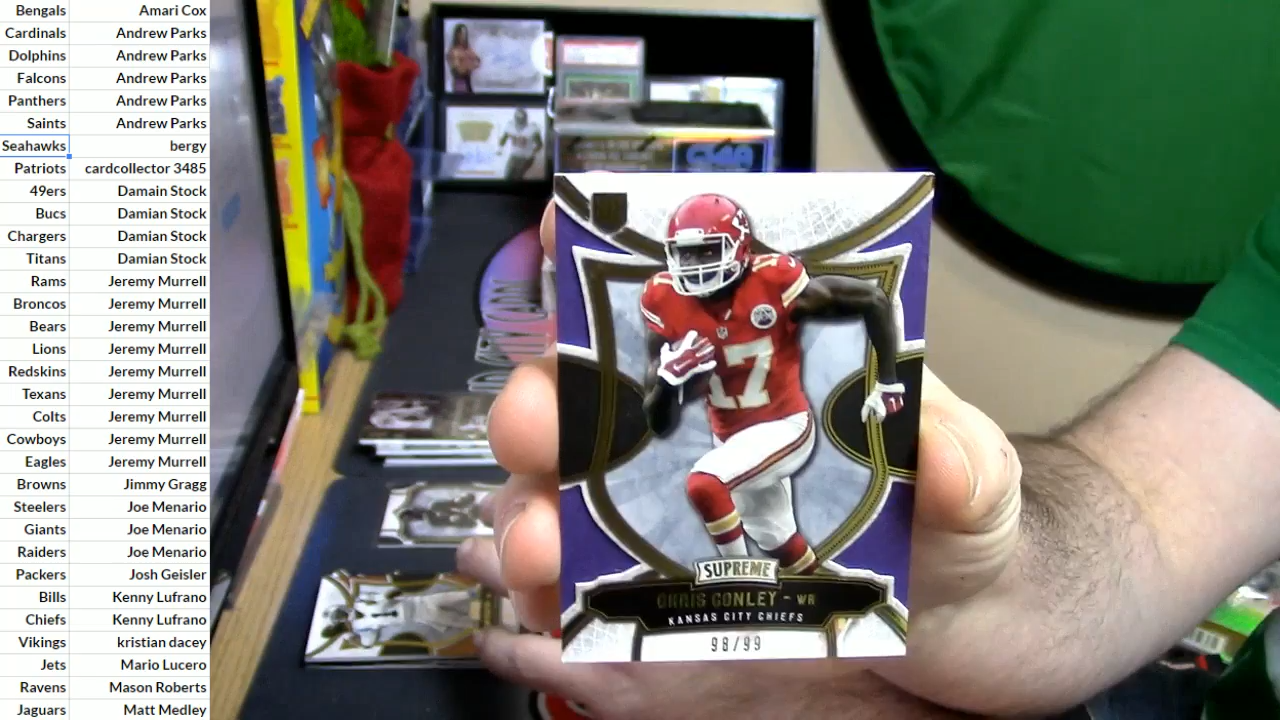 Bengals Amari Cox
Cardinals Andrew Parks
Dolphins Andrew Parks
Falcons Andrew Parks
Panthers Andrew Parks
Saints Andrew Parks
Seahawks bergy
Patriots cardcollector 3485
49ers Damain Stock
Bucs Damian Stock
Chargers Damian Stock
Titans Damian Stock
Rams Jeremy Murrell
Broncos Jeremy Murrell
Bears Jeremy Murrell
Lions Jeremy Murrell
Redskins Jeremy Murrell
Texans Jeremy Murrell
Colts Jeremy Murrell
Cowboys Jeremy Murrell
Eagles Jeremy Murrell
Browns Jimmy Gragg
Steelers Joe Menario
Giants Joe Menario
Raiders Joe Menario
Packers Josh Geisler
Bills Kenny Lufrano
Chiefs Kenny Lufrano
Vikings kristian dacey
Jets Mario Lucero
Ravens Mason Roberts
Jaguars Matt Medley
17
17
SUPREME
CHRIS CONLEY - WR
KANSAS CITY CHIEFS
98/99